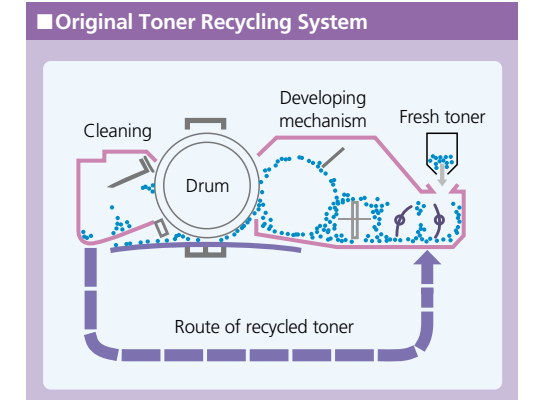 ■Original Toner Recycling System
Developing
mechanism
Fresh toner
Cleaning
Drum
Route of recycled toner